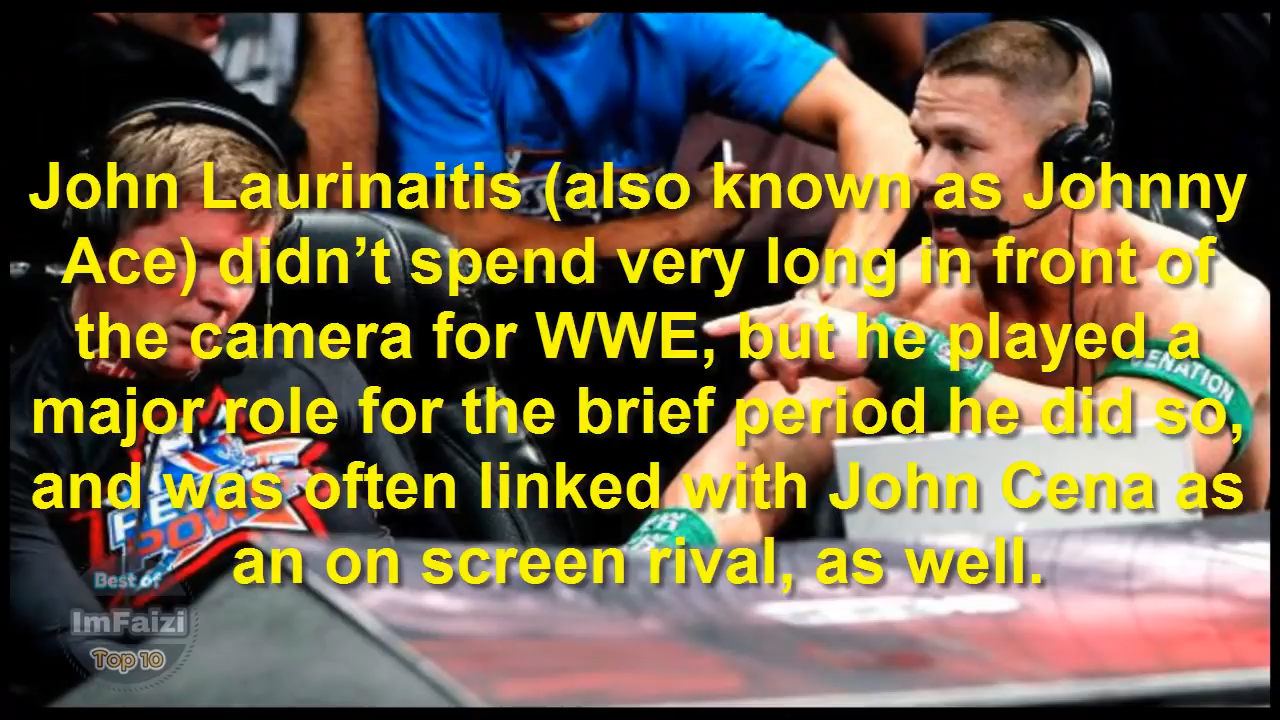 John Laurinaitis (also known as Johnny
Ace) didn’t spend very long in front of
the camera for WWE, but he played a
major role for the brief period he did so,
and was often linked with John Cena as
an on screen rival, as well.
CENATION
Best of
ImFaizi
Top 10